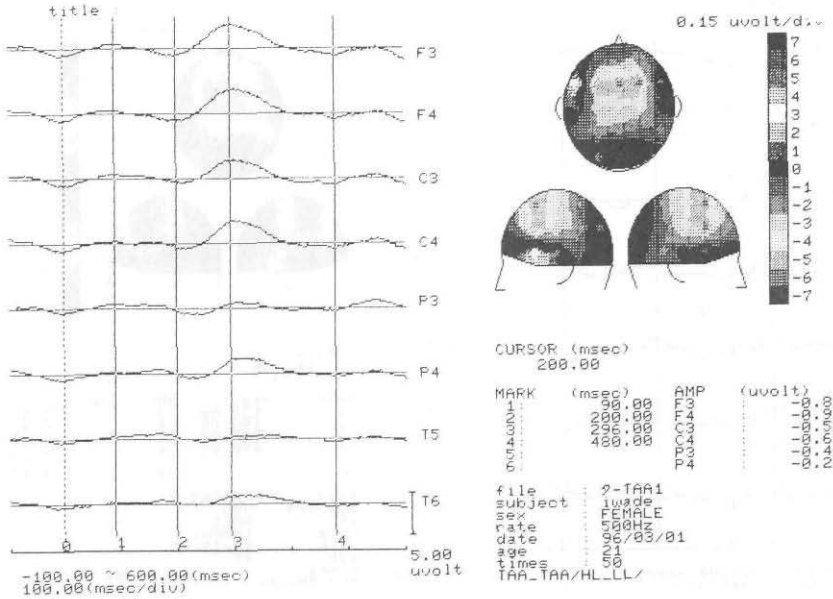 title
F3
F4
C3
C4
P3
P4
T5
T6
0 1 2 3 4
5.00
uvolt
-100.00 ~ 600.00(msec)
100.00(msec/div)
0.15 uvolt/div
7
6
5
4
3
2
1
0
-1
-2
-3
-4
-5
-6
-7
CURSOR (msec)
200.00
MARK (msec) AMP (uvolt)
1 90.00 F3 -0.8
2 200.00 F4 -0.9
3 296.00 C3 -0.5
4 480.00 C4 -0.6
5 P3 -0.4
6 P4 -0.2
file : 9-TAA1
subject : iwade
sex : FEMALE
rate : 500Hz
date : 96/03/01
age : 21
times : 50
TAA_TAA/HL_LL/